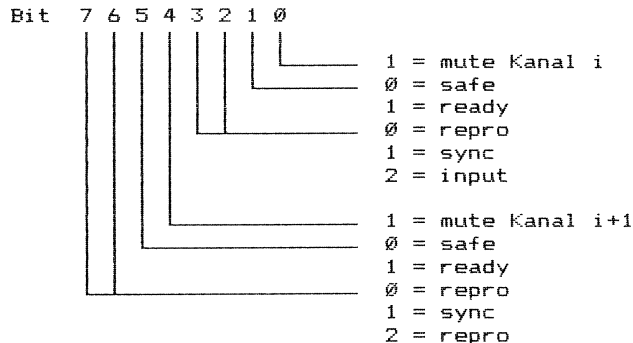 Bit 7 6 5 4 3 2 1 Ø
1 = mute Kanal i
Ø = safe
1 = ready
Ø = repro
1 = sync
2 = input
1 = mute Kanal i+1
Ø = safe
1 = ready
Ø = repro
1 = sync
2 = repro